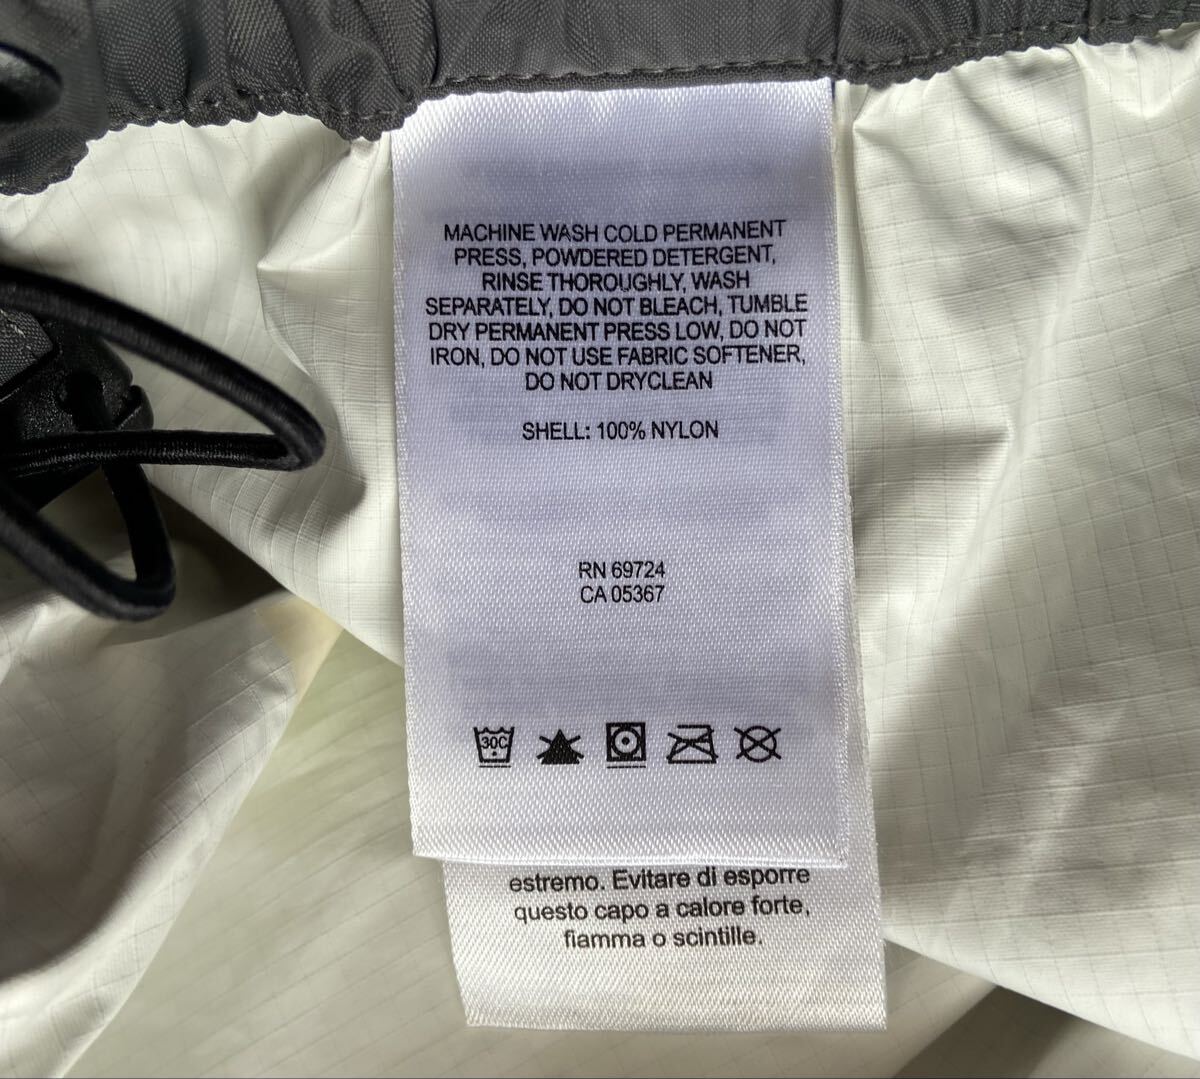 MACHINE WASH COLD PERMANENT
PRESS, POWDERED DETERGENT,
RINSE THOROUGHLY, WASH
SEPARATELY, DO NOT BLEACH, TUMBLE
DRY PERMANENT PRESS LOW, DO NOT
IRON, DO NOT USE FABRIC SOFTENER,
DO NOT DRYCLEAN
SHELL: 100% NYLON
RN 69724
CA 05367
30C
estremo. Evitare di esporre
questo capo a calore forte,
fiamma o scintille.